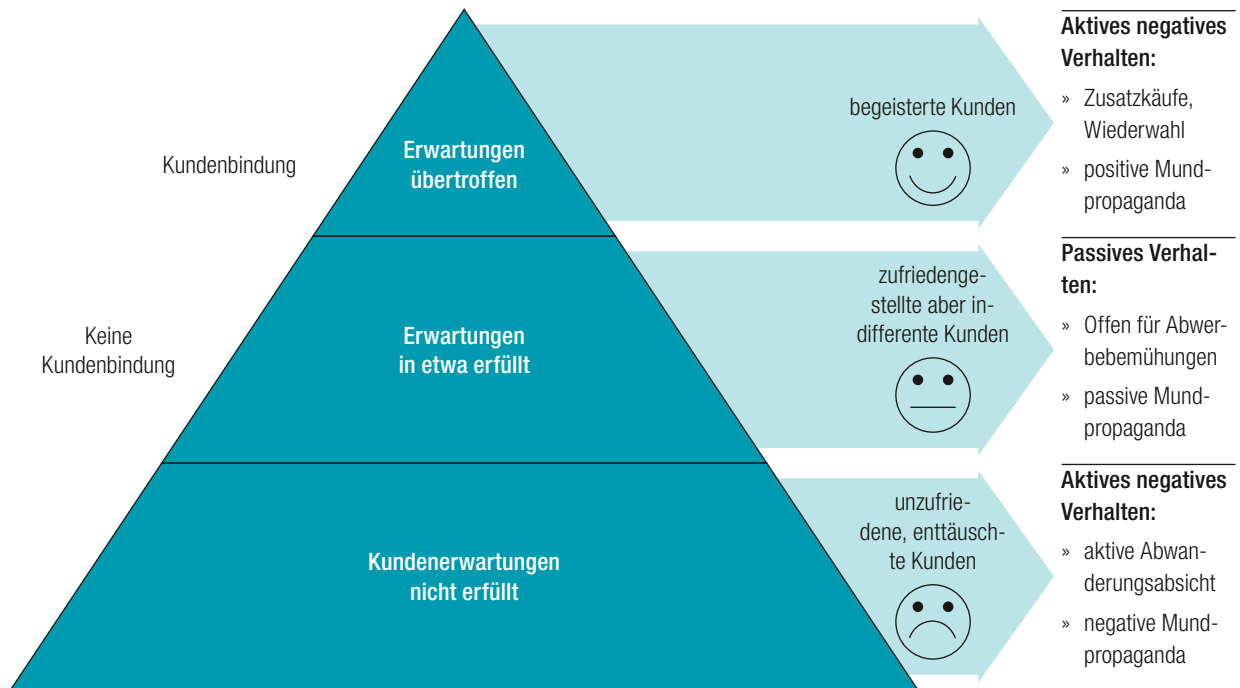 Kundenbindung
Erwartungen
übertroffen
begeisterte Kunden
Aktives negatives
Verhalten:
» Zusatzkäufe,
Wiederwahl
» positive Mund-
propaganda
Keine
Kundenbindung
Erwartungen
in etwa erfüllt
zufriedenge-
stellte aber in-
differente Kunden
Passives Verhal-
ten:
» Offen für Abwer-
bebemühungen
» passive Mund-
propaganda
Kundenerwartungen
nicht erfüllt
unzufrie-
dene, enttäusch-
te Kunden
Aktives negatives
Verhalten:
» aktive Abwan-
derungsabsicht
» negative Mund-
propaganda